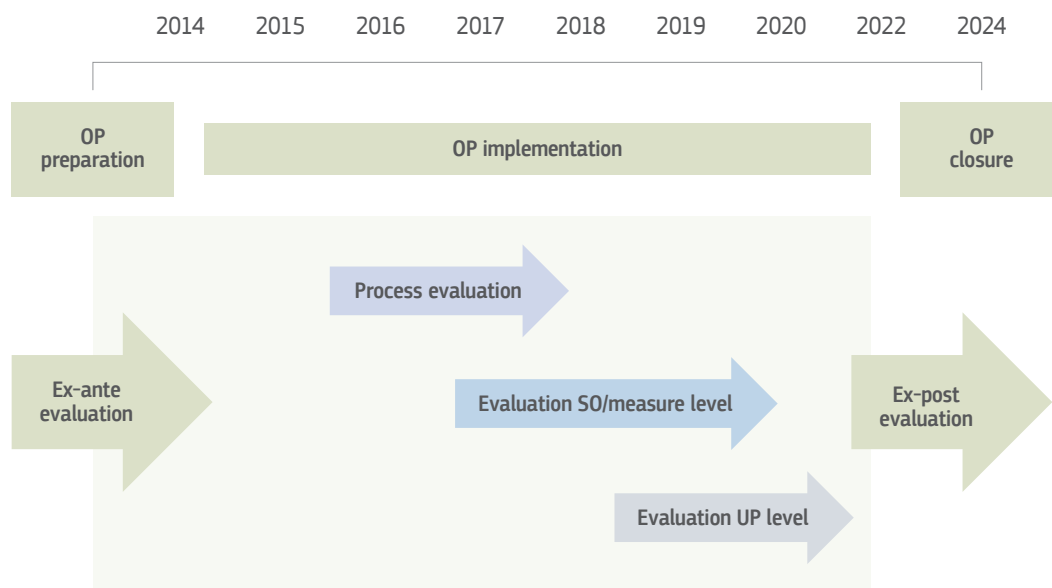 2014 2015 2016 2017 2018 2019 2020 2022 2024
OP
preparation
OP implementation
OP
closure
Process evaluation
Ex-ante
evaluation
Evaluation SO/measure level
Ex-post
evaluation
Evaluation UP level